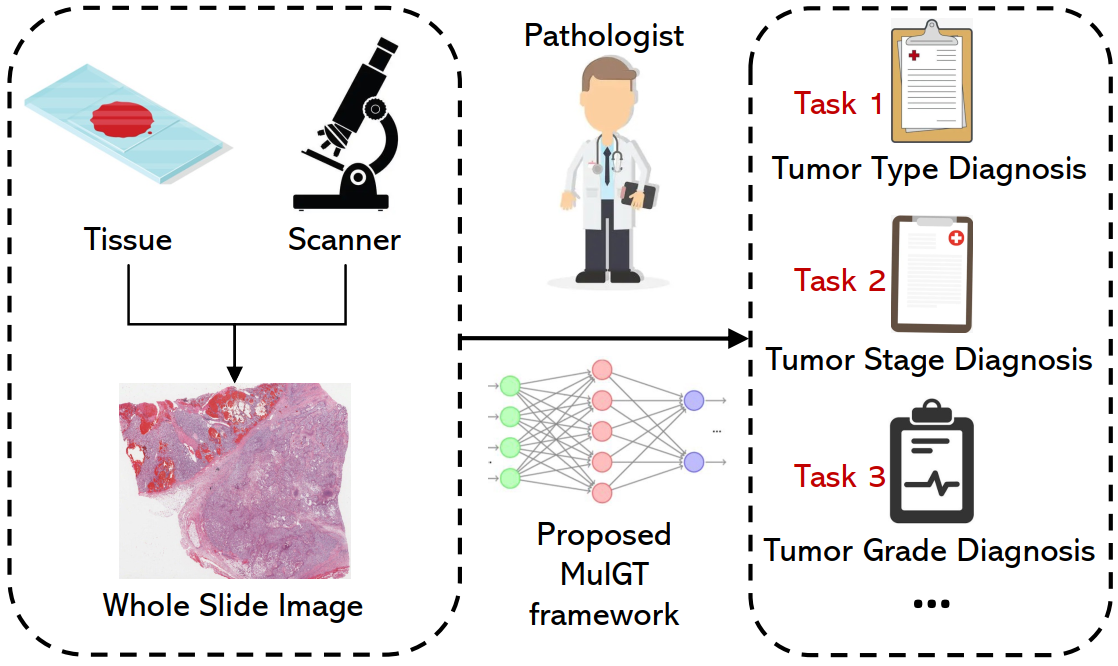 Tissue
Scanner
Whole Slide Image
Pathologist
Proposed
MulGT
framework
...
Task 1
Tumor Type Diagnosis
Task 2
Tumor Stage Diagnosis
Task 3
Tumor Grade Diagnosis
...